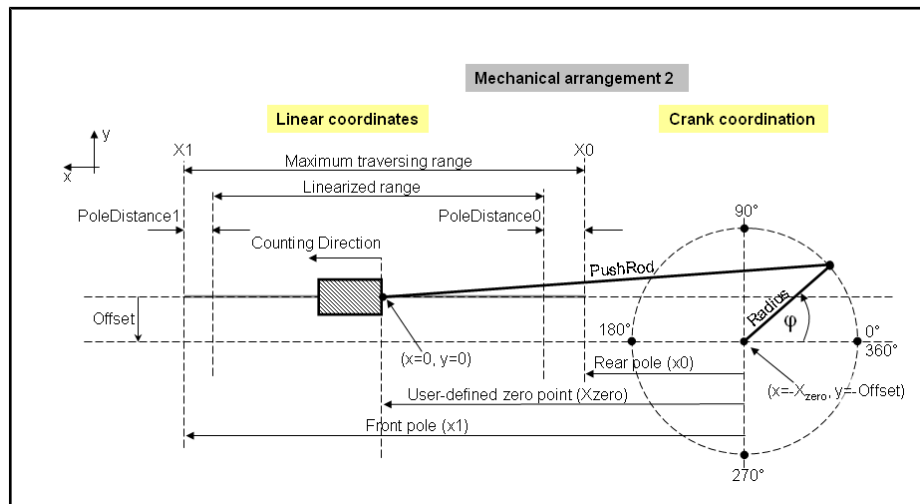 Mechanical arrangement 2
Linear coordinates
Crank coordination
y
x
X1
X0
Maximum traversing range
Linearized range
PoleDistance1
PoleDistance0
Counting Direction
90°
PushRod
Radius
φ
Offset
180°
0°
360°
(x=0, y=0)
Rear pole (x0)
(x=-Xzero, y=-Offset)
User-defined zero point (Xzero)
Front pole (x1)
270°